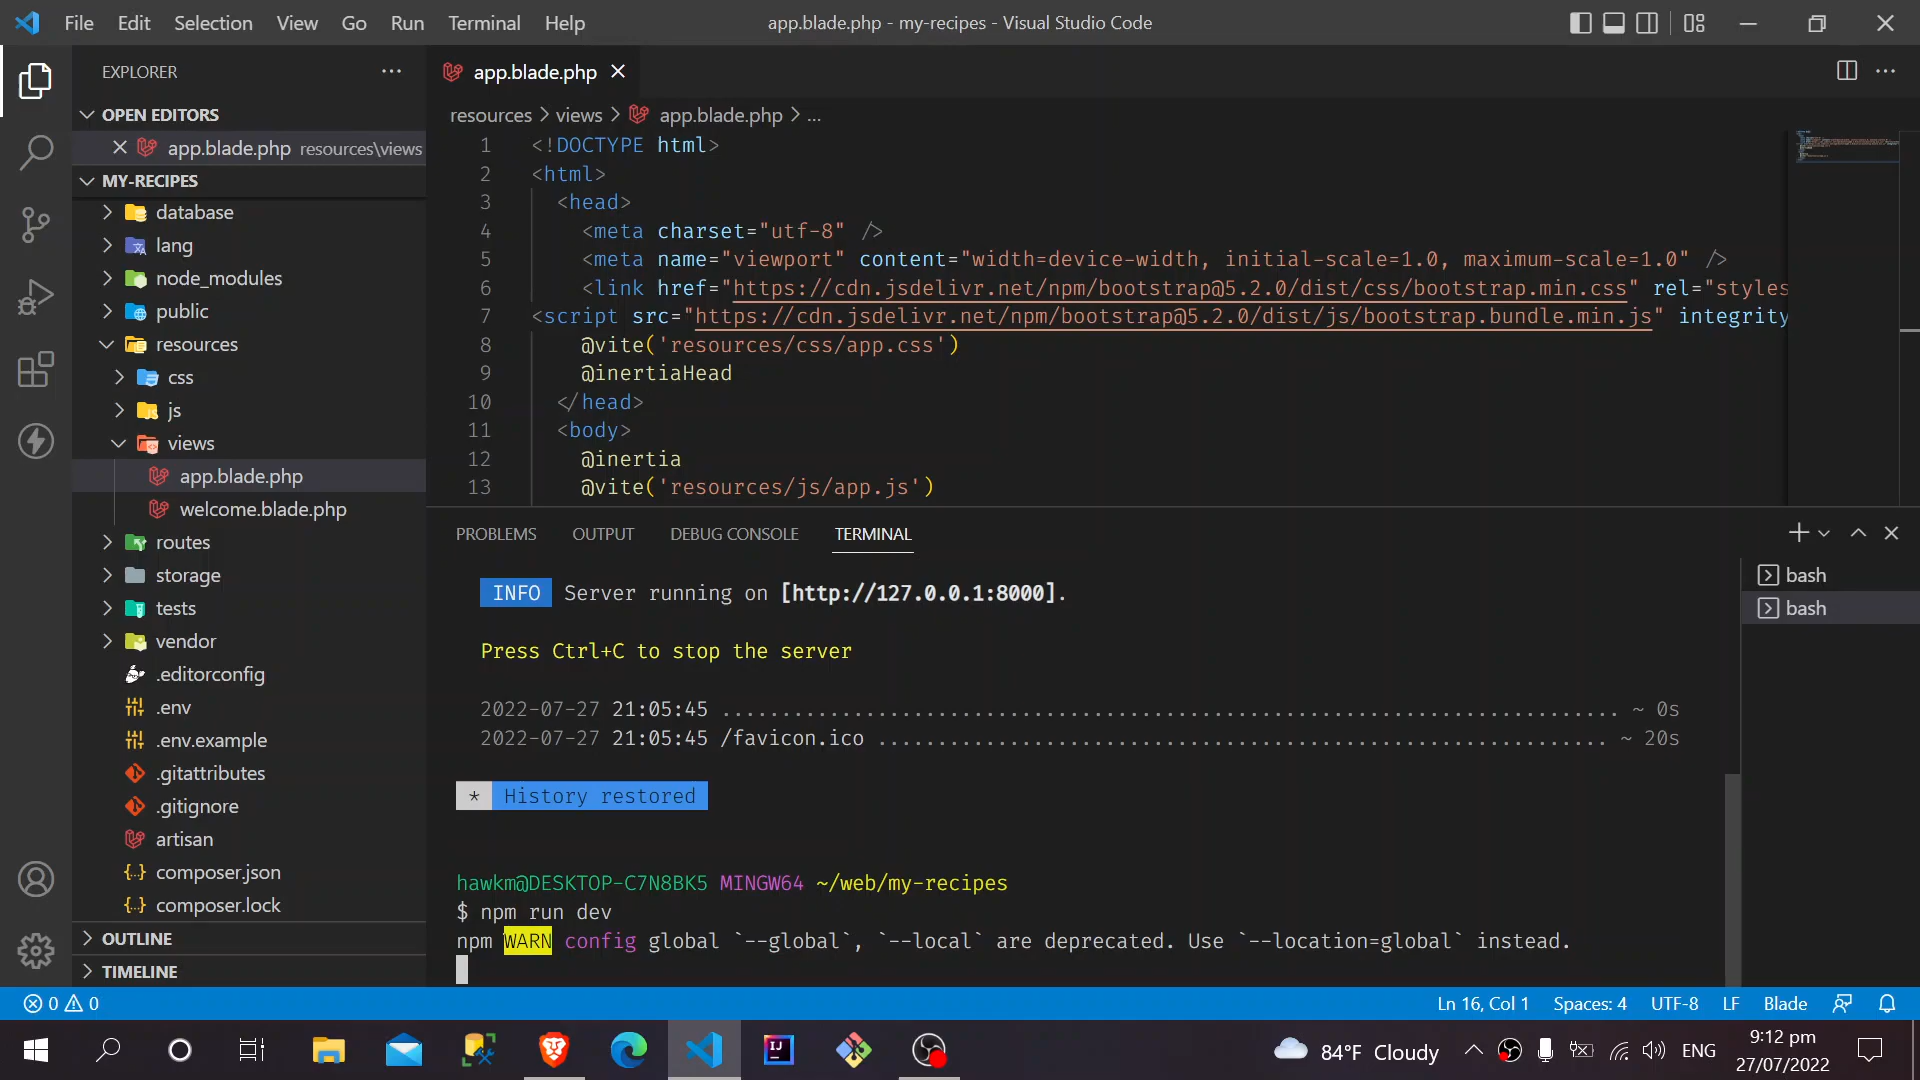 File Edit Selection View Go Run Terminal Help
app.blade.php - my-recipes - Visual Studio Code
EXPLORER
OPEN EDITORS
app.blade.php resources\views
MY-RECIPES
database
lang
node_modules
public
resources
css
js
views
app.blade.php
welcome.blade.php
routes
storage
tests
vendor
.editorconfig
.env
.env.example
.gitattributes
.gitignore
artisan
composer.json
composer.lock
OUTLINE
TIMELINE
app.blade.php
resources > views > app.blade.php > ...
1 <!DOCTYPE html>
2 <html>
3 <head>
4 <meta charset="utf-8" />
5 <meta name="viewport" content="width=device-width, initial-scale=1.0, maximum-scale=1.0" />
6 <link href="https://cdn.jsdelivr.net/npm/bootstrap@5.2.0/dist/css/bootstrap.min.css" rel="styles
7 <script src="https://cdn.jsdelivr.net/npm/bootstrap@5.2.0/dist/js/bootstrap.bundle.min.js" integrity
8 @vite('resources/css/app.css')
9 @inertiaHead
10 </head>
11 <body>
12 @inertia
13 @vite('resources/js/app.js')
PROBLEMS OUTPUT DEBUG CONSOLE TERMINAL
INFO Server running on [http://127.0.0.1:8000].
Press Ctrl+C to stop the server
2022-07-27 21:05:45 ........................................................................... ~ 0s
2022-07-27 21:05:45 /favicon.ico ............................................................. ~ 20s
* History restored
hawkm@DESKTOP-C7N8BK5 MINGW64 ~/web/my-recipes
$ npm run dev
npm WARN config global `--global`, `--local` are deprecated. Use `--location=global` instead.
bash
bash
0 0
Ln 16, Col 1 Spaces: 4 UTF-8 LF Blade
84°F Cloudy
ENG
9:12 pm
27/07/2022